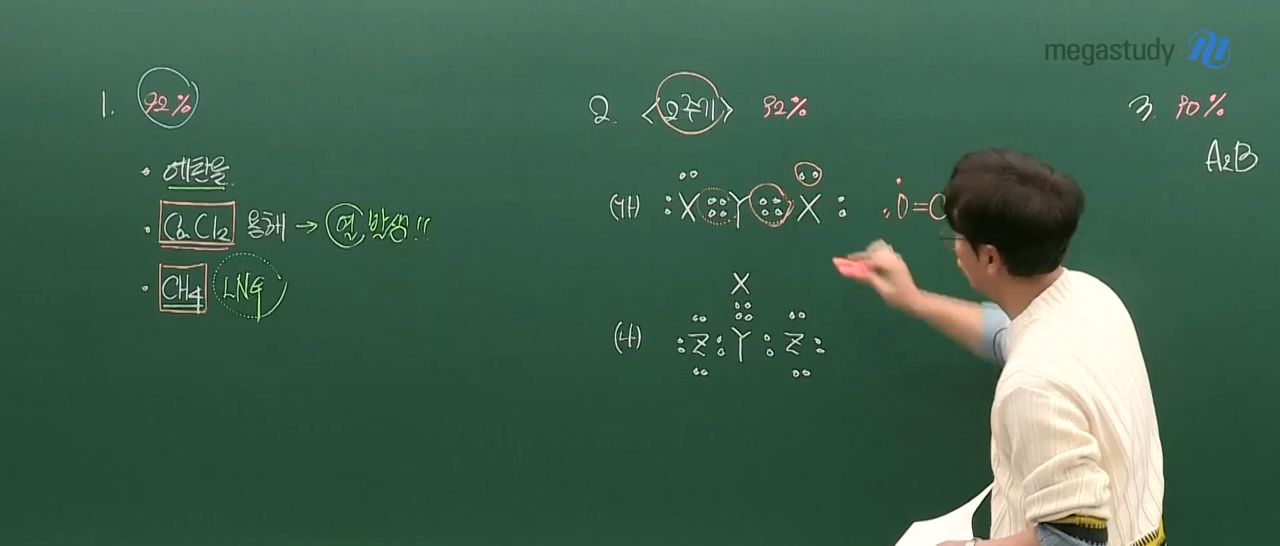 megastudy
1. 92%
• 에탄올
• CaCl2 용해 → 열 발생!!
• CH4 LNG
2. <2주기> 92%
(가) X Y X
O=C
(나) X
Z Y Z
3. 90%
A2B